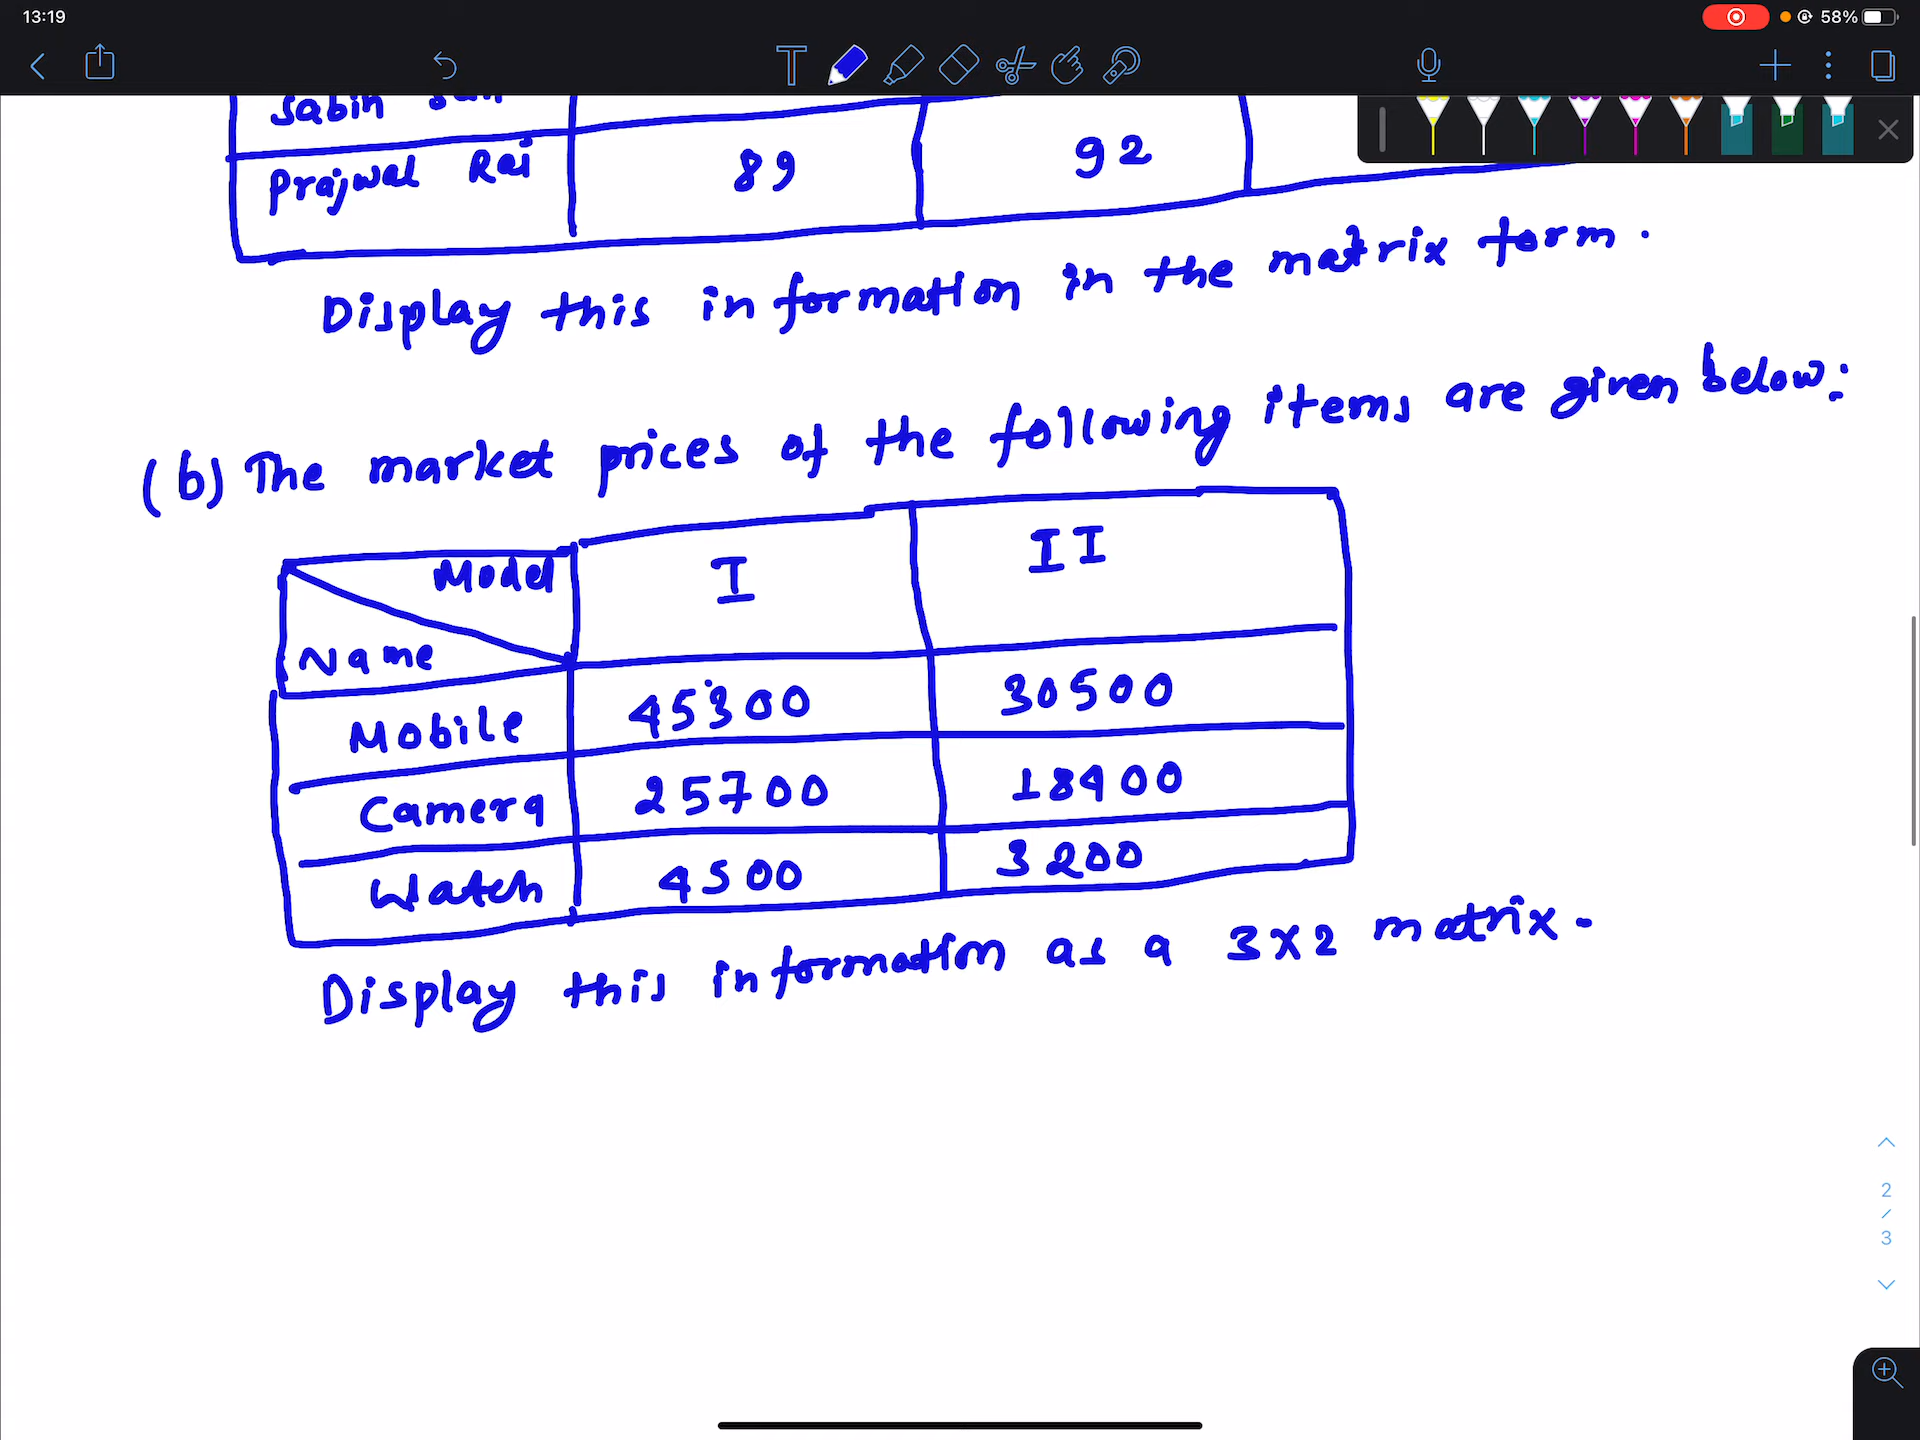 13:19
58%
Sabin
Prajwal Rai 89 92
Display this information in the matrix form.
(b) The market prices of the following items are given below:
Model I II
Name
Mobile 45300 30500
Camera 25700 18400
Watch 4500 3200
Display this information as a 3x2 matrix.
2
/
3